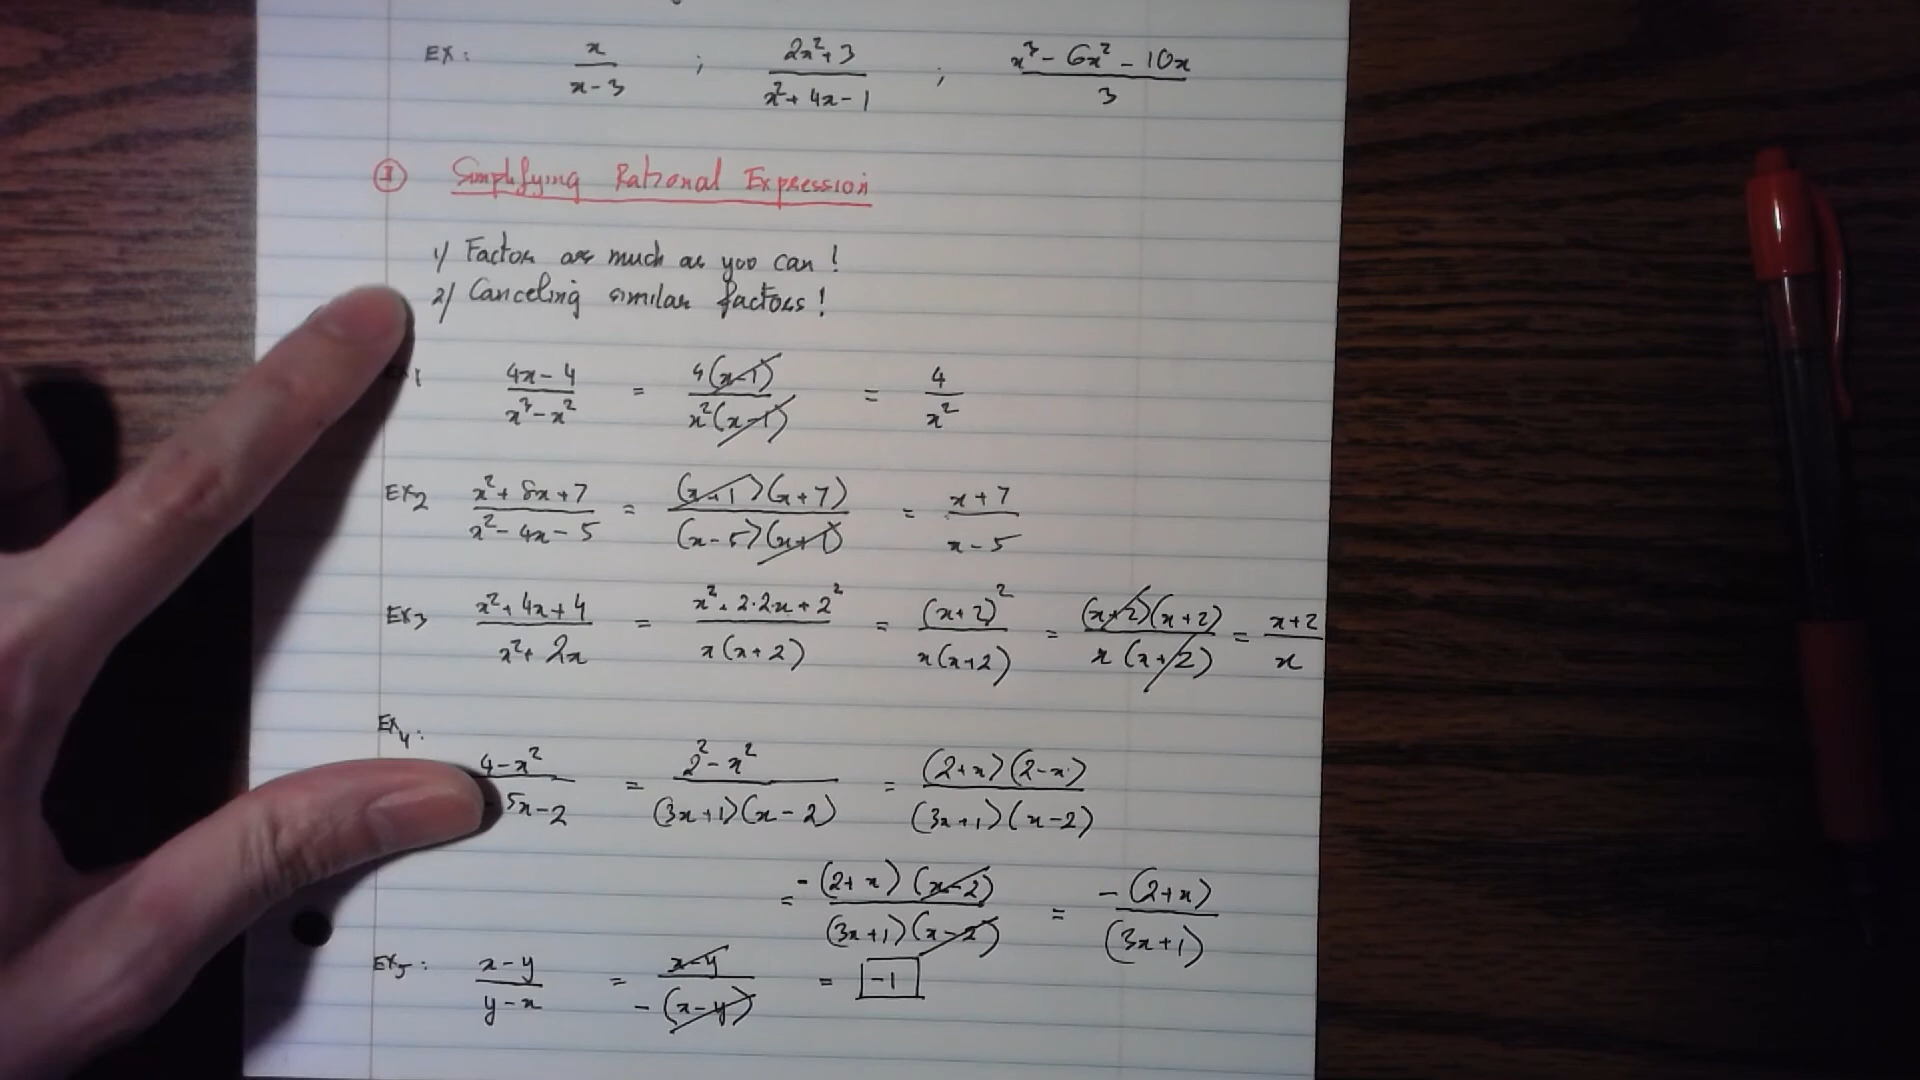 EX: x/(x-3) ; (2x²+3)/(x²+4x-1) ; (x³-6x²-10x)/3
① Simplifying Rational Expression
1) Factor as much as you can!
2) Canceling similar factors!
1 (4x-4)/(x³-x²) = 4(x-1)/(x²(x-1)) = 4/x²
EX2 (x²+8x+7)/(x²-4x-5) = (x+1)(x+7)/((x-5)(x+1)) = (x+7)/(x-5)
EX3 (x²+4x+4)/(x²+2x) = (x²+2·2x+2²)/(x(x+2)) = (x+2)²/(x(x+2)) = (x+2)(x+2)/(x(x+2)) = (x+2)/x
EX4: (4-x²)/(-5x-2) = (2²-x²)/((3x+1)(x-2)) = (2+x)(2-x)/((3x+1)(x-2))
= -(2+x)(x-2)/((3x+1)(x-2)) = -(2+x)/(3x+1)
EX5: (x-y)/(y-x) = (x-y)/(-(x-y)) = -1